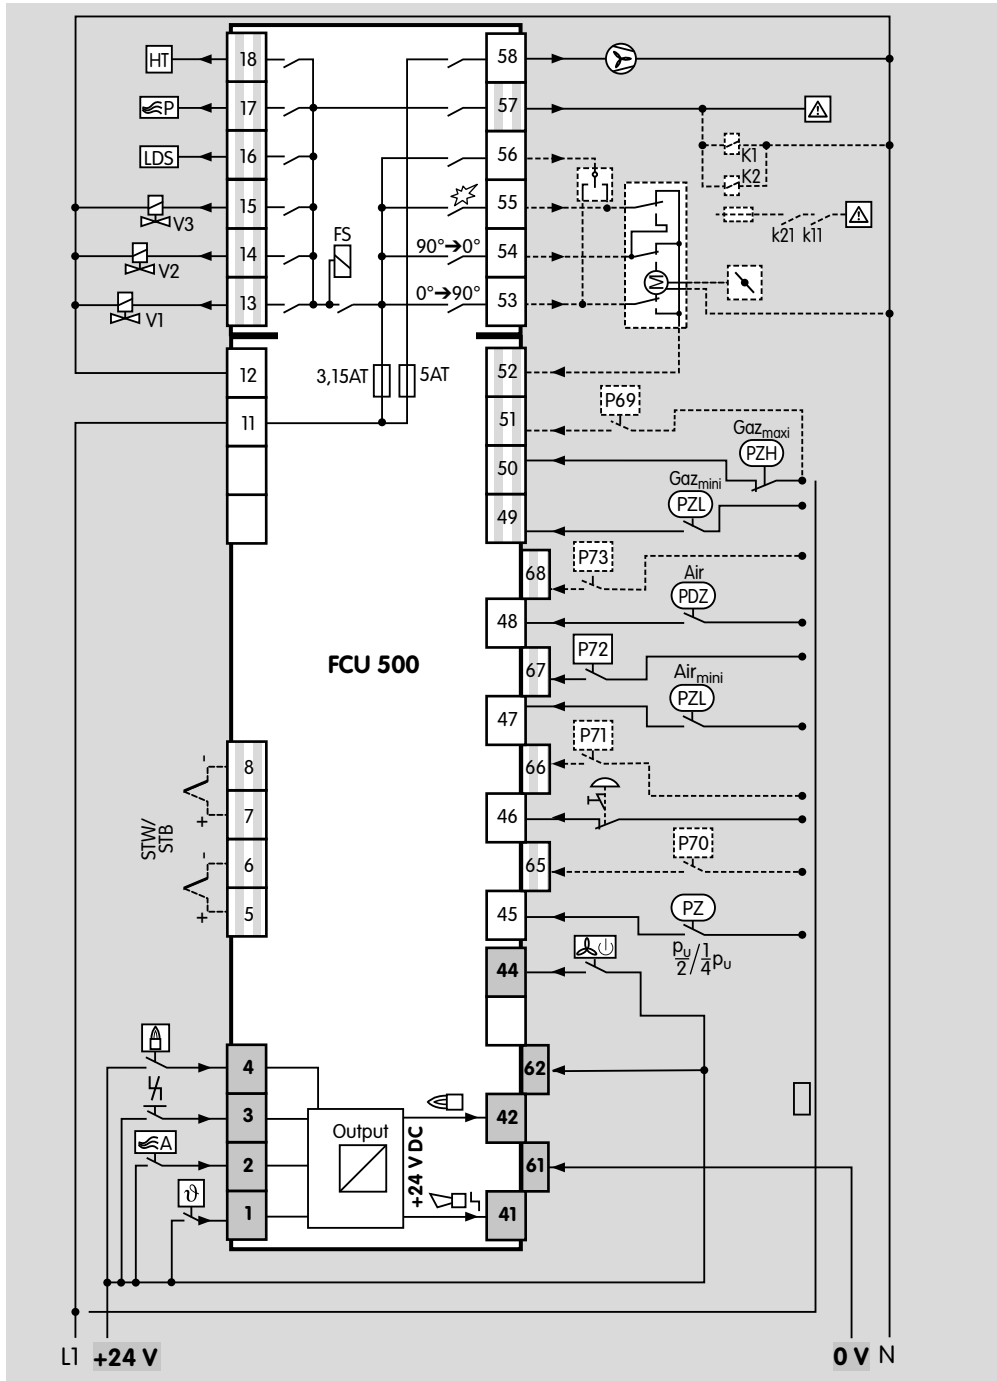 HT 18 58
P 17 57
K1
LDS 16 56
K2
V3 15 55
k21 k11
FS
V2 14 90°➔0° 54
M
V1 13 0°➔90° 53
12 3,15AT 5AT 52
P69
11 51
Gaz maxi
PZH
50
Gaz mini
PZL
49
P73
68
Air
PDZ
48
FCU 500
P72
67
Air mini
PZL
47
P71
- 8 66
+ 7 46
STW/
STB
P70
- 6 65
+ 5 45
PZ
pu/2 / 1/4 pu
44
4 62
3 42
Output
+24 V DC
A 2 61
ϑ 1 41
L1 +24 V 0 V N